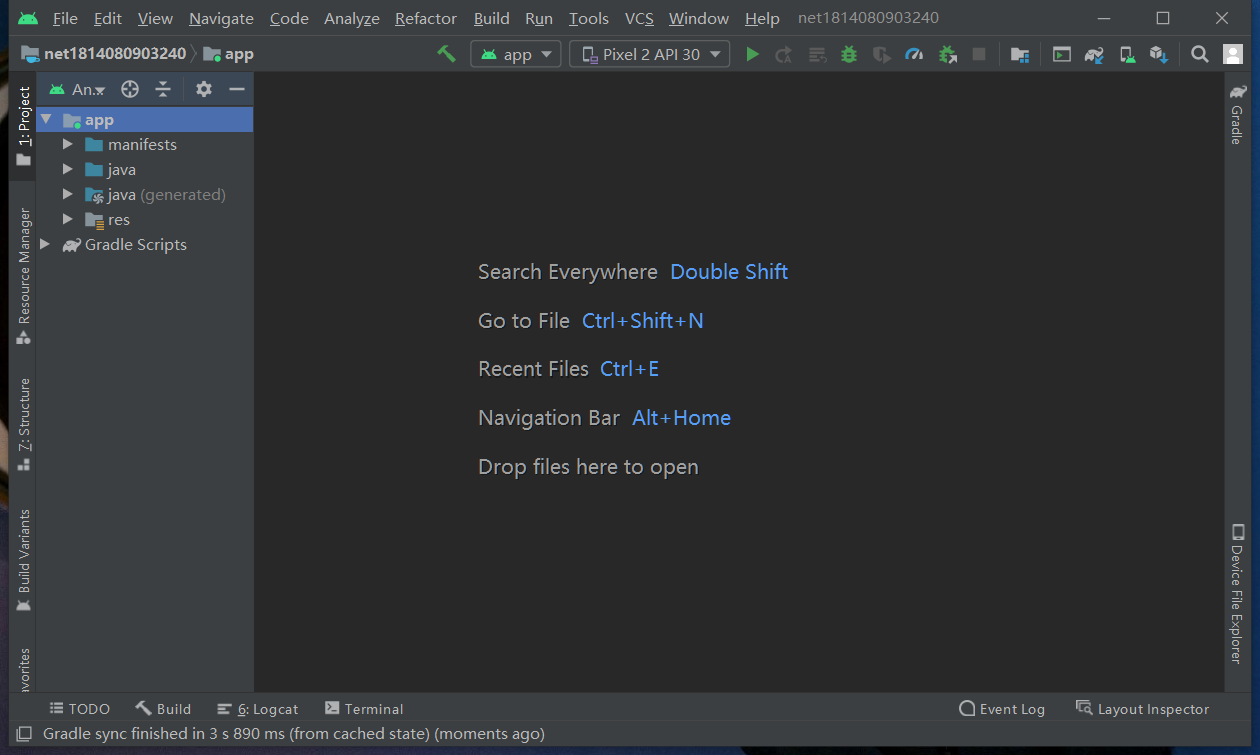 File Edit View Navigate Code Analyze Refactor Build Run Tools VCS Window Help net1814080903240
net1814080903240 app
app Pixel 2 API 30
An...
app
manifests
java
java (generated)
res
Gradle Scripts
1: Project
Resource Manager
Z: Structure
Build Variants
avorites
Search Everywhere Double Shift
Go to File Ctrl+Shift+N
Recent Files Ctrl+E
Navigation Bar Alt+Home
Drop files here to open
Gradle
Device File Explorer
TODO Build 6: Logcat Terminal Event Log Layout Inspector
Gradle sync finished in 3 s 890 ms (from cached state) (moments ago)